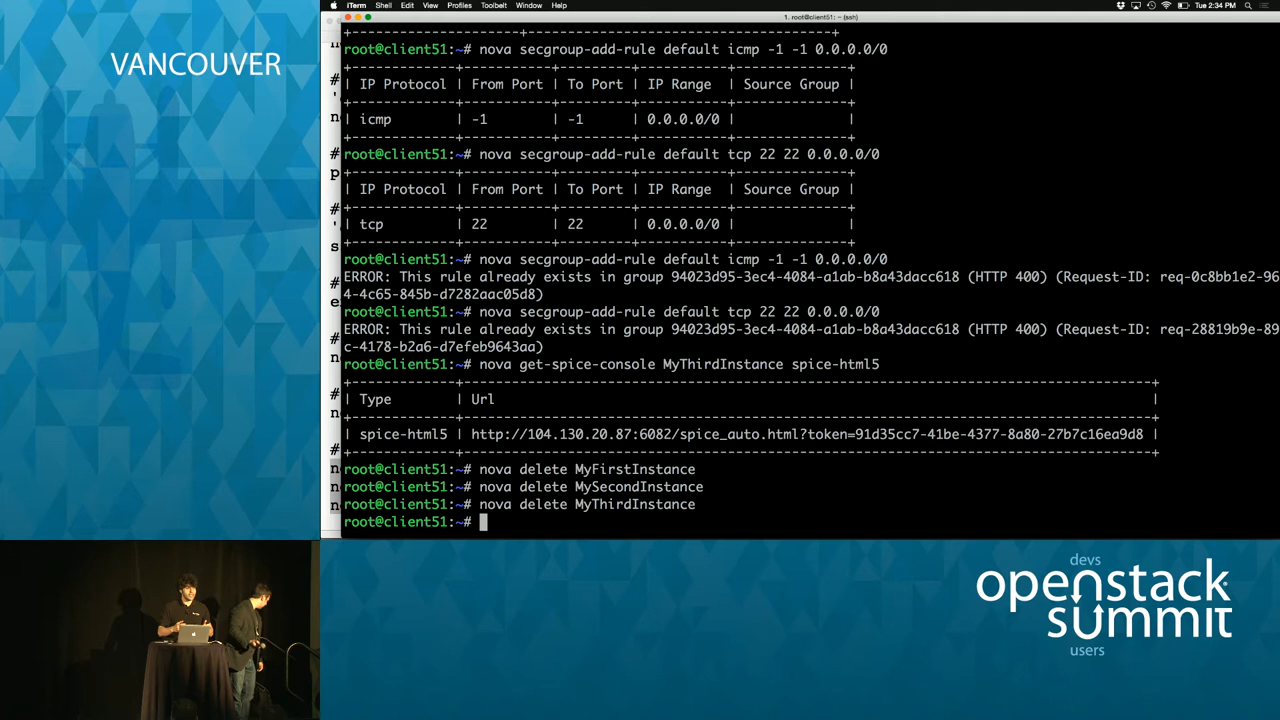 iTerm Shell Edit View Profiles Toolbelt Window Help Tue 2:34 PM
1. root@client51: ~ (ssh)
VANCOUVER
root@client51:~# nova secgroup-add-rule default icmp -1 -1 0.0.0.0/0
| IP Protocol | From Port | To Port | IP Range | Source Group |
| icmp | -1 | -1 | 0.0.0.0/0 | |
root@client51:~# nova secgroup-add-rule default tcp 22 22 0.0.0.0/0
| IP Protocol | From Port | To Port | IP Range | Source Group |
| tcp | 22 | 22 | 0.0.0.0/0 | |
root@client51:~# nova secgroup-add-rule default icmp -1 -1 0.0.0.0/0
ERROR: This rule already exists in group 94023d95-3ec4-4084-a1ab-b8a43dacc618 (HTTP 400) (Request-ID: req-0c8bb1e2-96
4-4c65-845b-d7282aac05d8)
root@client51:~# nova secgroup-add-rule default tcp 22 22 0.0.0.0/0
ERROR: This rule already exists in group 94023d95-3ec4-4084-a1ab-b8a43dacc618 (HTTP 400) (Request-ID: req-28819b9e-89
c-4178-b2a6-d7efeb9643aa)
root@client51:~# nova get-spice-console MyThirdInstance spice-html5
| Type | Url |
| spice-html5 | http://104.130.20.87:6082/spice_auto.html?token=91d35cc7-41be-4377-8a80-27b7c16ea9d8 |
root@client51:~# nova delete MyFirstInstance
root@client51:~# nova delete MySecondInstance
root@client51:~# nova delete MyThirdInstance
root@client51:~#
devs
openstack
summit
users